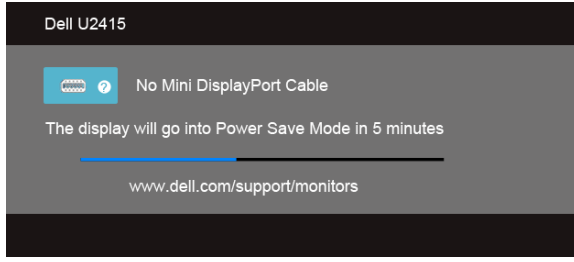 Dell U2415
No Mini DisplayPort Cable
The display will go into Power Save Mode in 5 minutes
www.dell.com/support/monitors